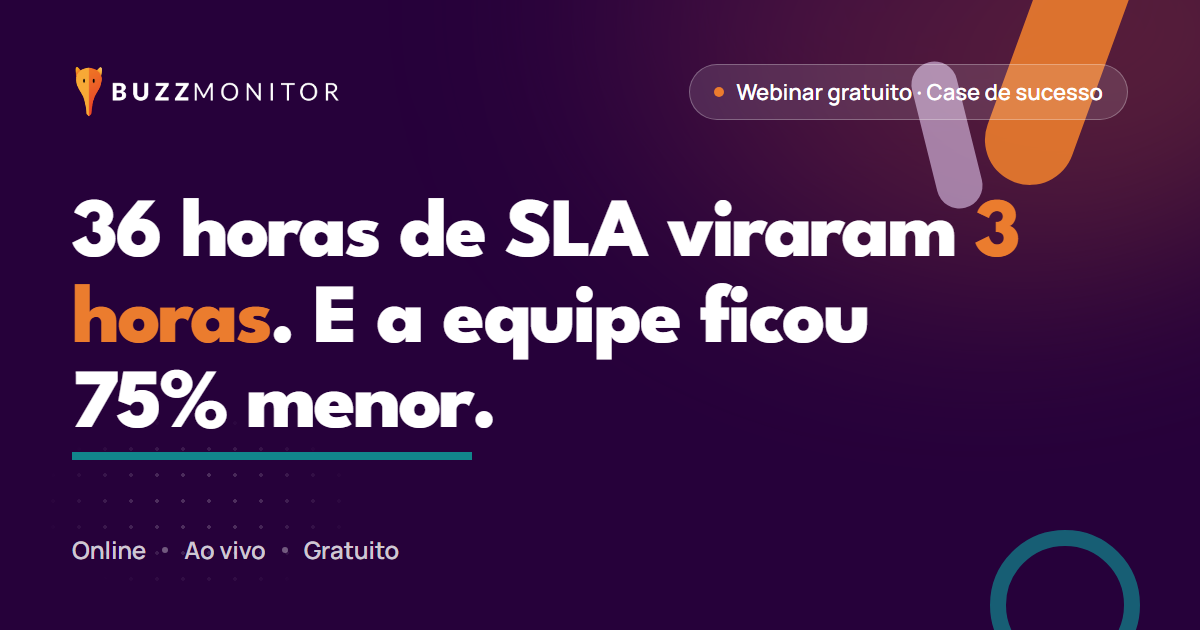 BUZZMONITOR
Webinar gratuito · Case de sucesso
36 horas de SLA viraram 3
horas. E a equipe ficou
75% menor.
Online • Ao vivo • Gratuito